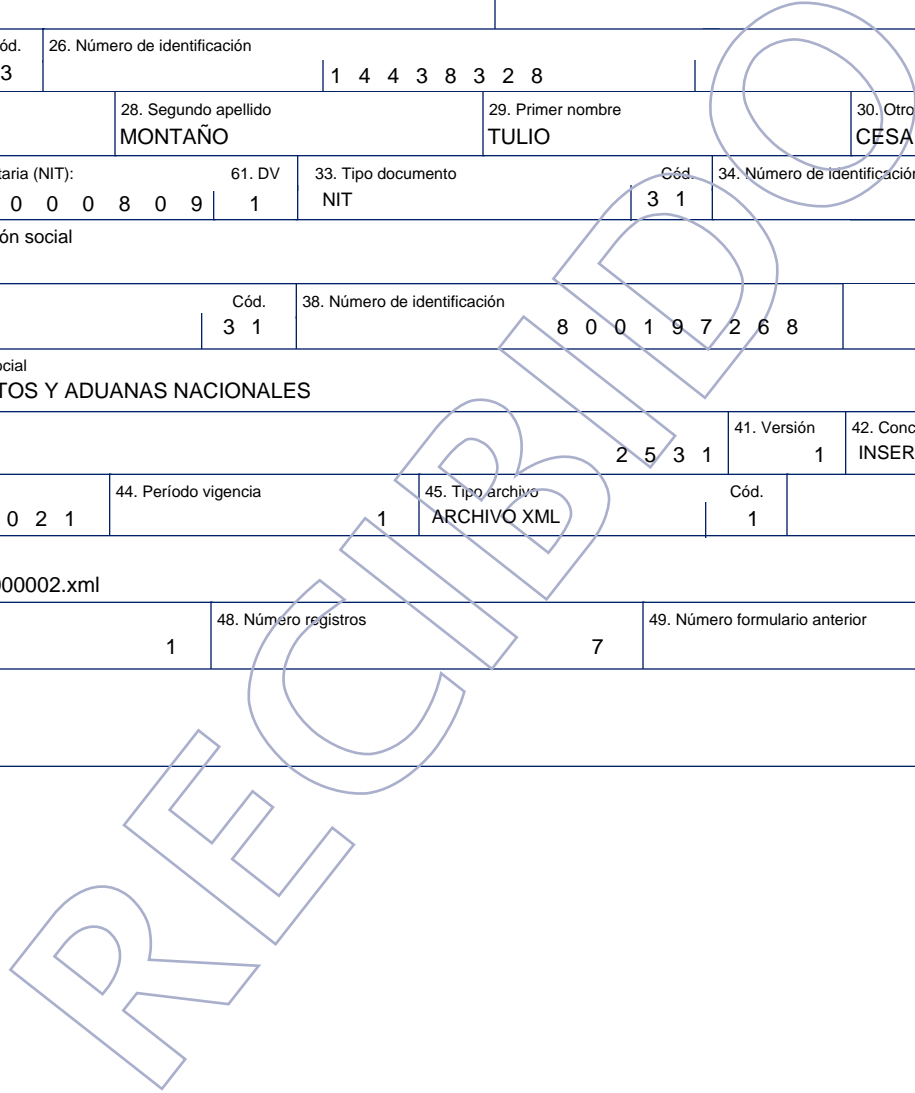 ód. 26. Número de identificación
3 1 4 4 3 8 3 2 8
28. Segundo apellido 29. Primer nombre 30. Otro
MONTAÑO TULIO CESA
taria (NIT): 61. DV 33. Tipo documento Cód. 34. Número de identificación
0 0 0 8 0 9 1 NIT 3 1
ón social
Cód. 38. Número de identificación
3 1 8 0 0 1 9 7 2 6 8
ocial
TOS Y ADUANAS NACIONALES
41. Versión 42. Conc
2 5 3 1 1 INSER
44. Período vigencia 45. Tipo archivo Cód.
0 2 1 1 ARCHIVO XML 1
000002.xml
48. Número registros 49. Número formulario anterior
1 7
RECIBIDO